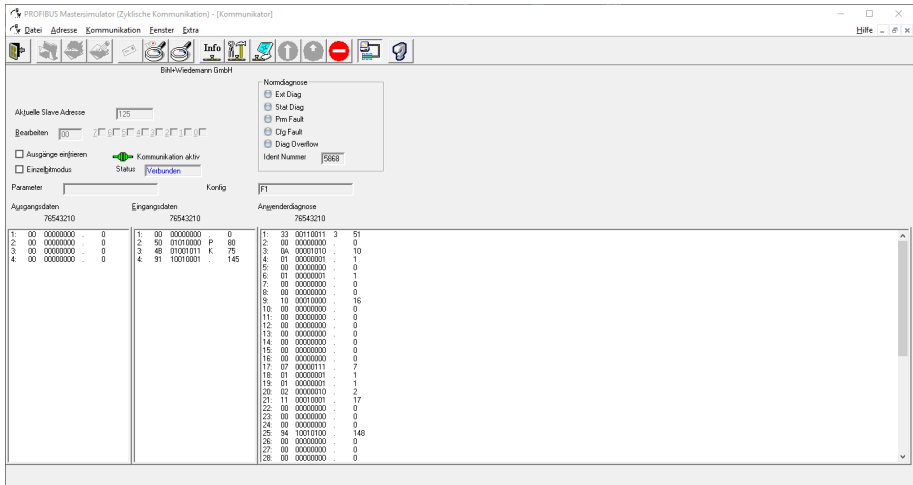 PROFIBUS Mastersimulator (Zyklische Kommunikation) - [Kommunikator]
Datei Adresse Kommunikation Fenster Extra Hilfe
Info
Bihl+Wiedemann GmbH
Normdiagnose
Ext Diag
Stat Diag
Prm Fault
Cfg Fault
Diag Overflow
Ident Nummer 5868
Aktuelle Slave Adresse 125
Bearbeiten 00 7 6 5 4 3 2 1 0
Ausgänge einfrieren
Kommunikation aktiv
Einzelbitmodus
Status Verbunden
Parameter
Konfig F1
Ausgangsdaten
76543210
1: 00 00000000 . 0
2: 00 00000000 . 0
3: 00 00000000 . 0
4: 00 00000000 . 0
Eingangsdaten
76543210
1: 00 00000000 . 0
2: 50 01010000 P 80
3: 4B 01001011 K 75
4: 91 10010001 . 145
Anwenderdiagnose
76543210
1: 33 00110011 3 51
2: 00 00000000 . 0
3: 0A 00001010 . 10
4: 01 00000001 . 1
5: 00 00000000 . 0
6: 01 00000001 . 1
7: 00 00000000 . 0
8: 00 00000000 . 0
9: 10 00010000 . 16
10: 00 00000000 . 0
11: 00 00000000 . 0
12: 00 00000000 . 0
13: 00 00000000 . 0
14: 00 00000000 . 0
15: 00 00000000 . 0
16: 00 00000000 . 0
17: 07 00000111 . 7
18: 01 00000001 . 1
19: 01 00000001 . 1
20: 02 00000010 . 2
21: 11 00010001 . 17
22: 00 00000000 . 0
23: 00 00000000 . 0
24: 00 00000000 . 0
25: 94 10010100 . 148
26: 00 00000000 . 0
27: 00 00000000 . 0
28: 00 00000000 . 0